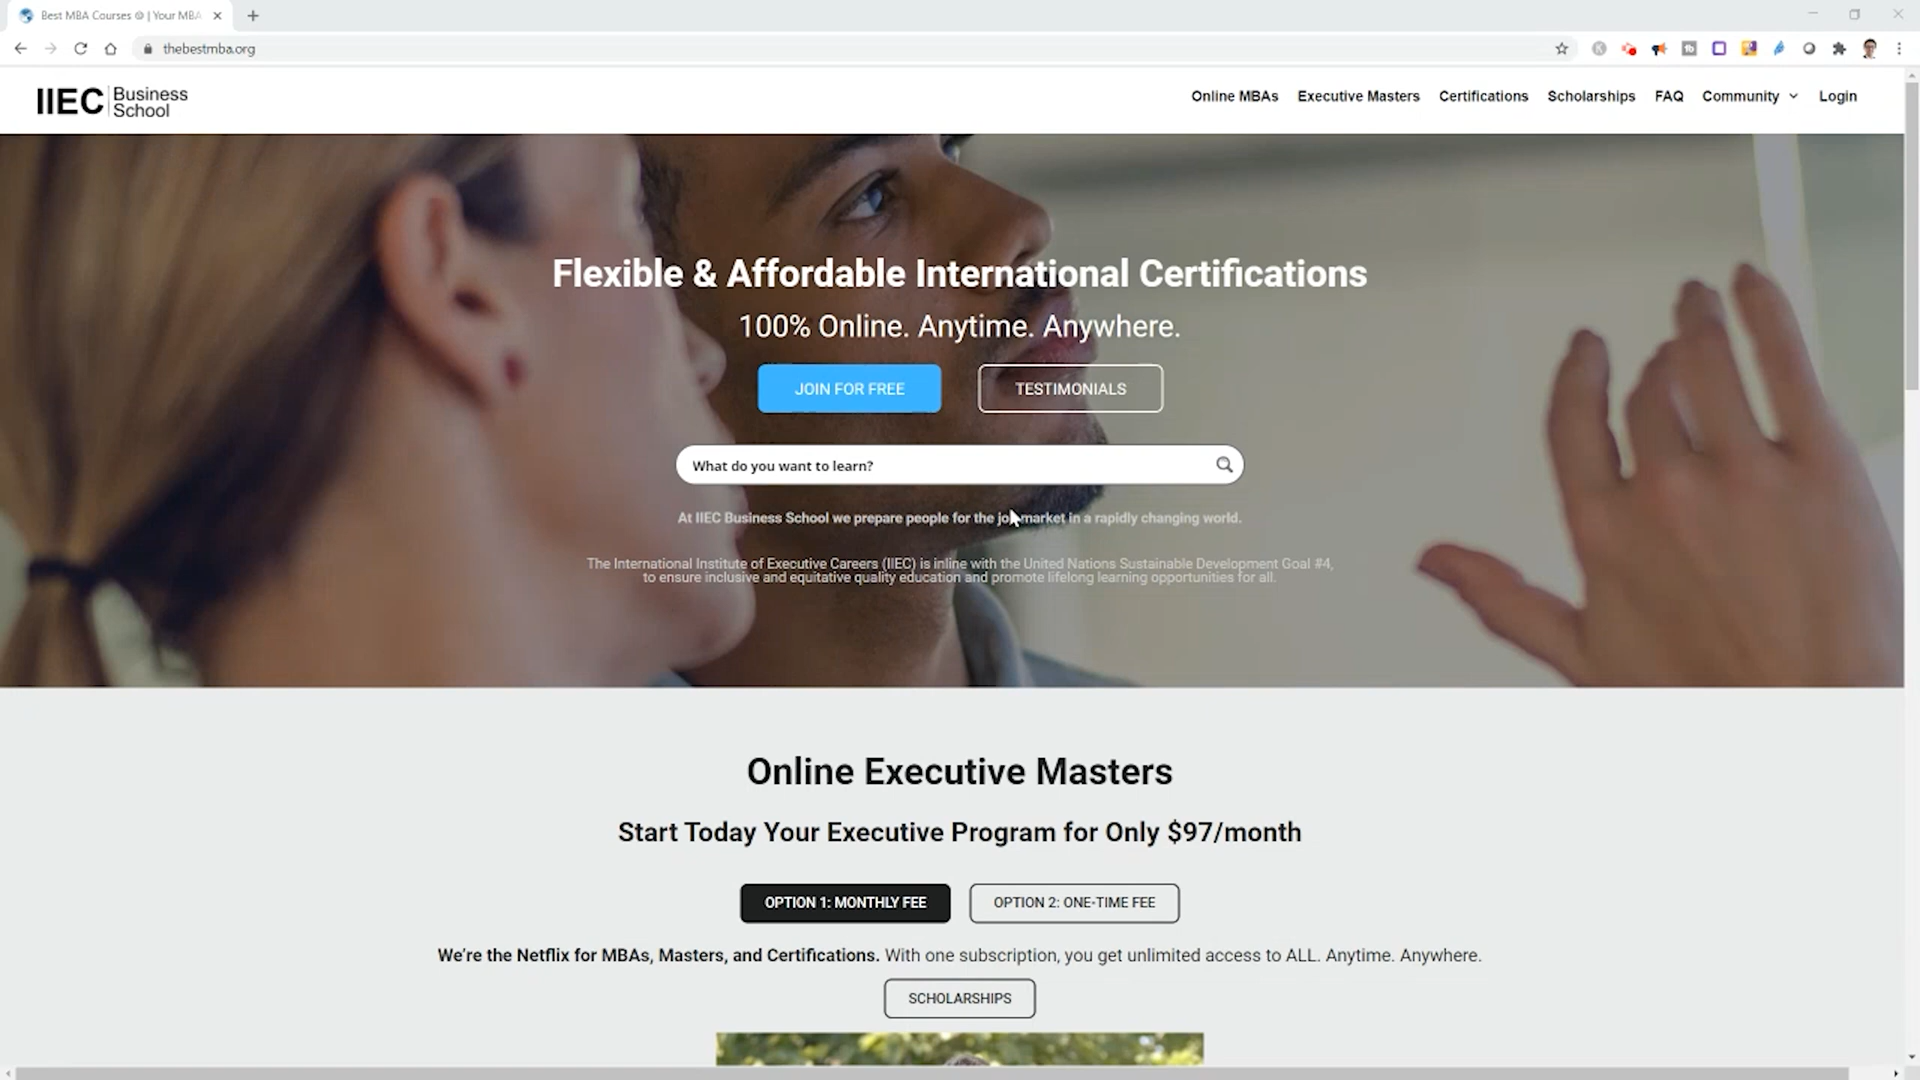 Best MBA Courses ⊚ | Your MBA
thebestmba.org
IIEC Business School
Online MBAs Executive Masters Certifications Scholarships FAQ Community Login
Flexible & Affordable International Certifications
100% Online. Anytime. Anywhere.
JOIN FOR FREE TESTIMONIALS
What do you want to learn?
At IIEC Business School we prepare people for the job market in a rapidly changing world.
The International Institute of Executive Careers (IIEC) is inline with the United Nations Sustainable Development Goal #4,
to ensure inclusive and equitative quality education and promote lifelong learning opportunities for all.
Online Executive Masters
Start Today Your Executive Program for Only $97/month
OPTION 1: MONTHLY FEE OPTION 2: ONE-TIME FEE
We're the Netflix for MBAs, Masters, and Certifications. With one subscription, you get unlimited access to ALL. Anytime. Anywhere.
SCHOLARSHIPS